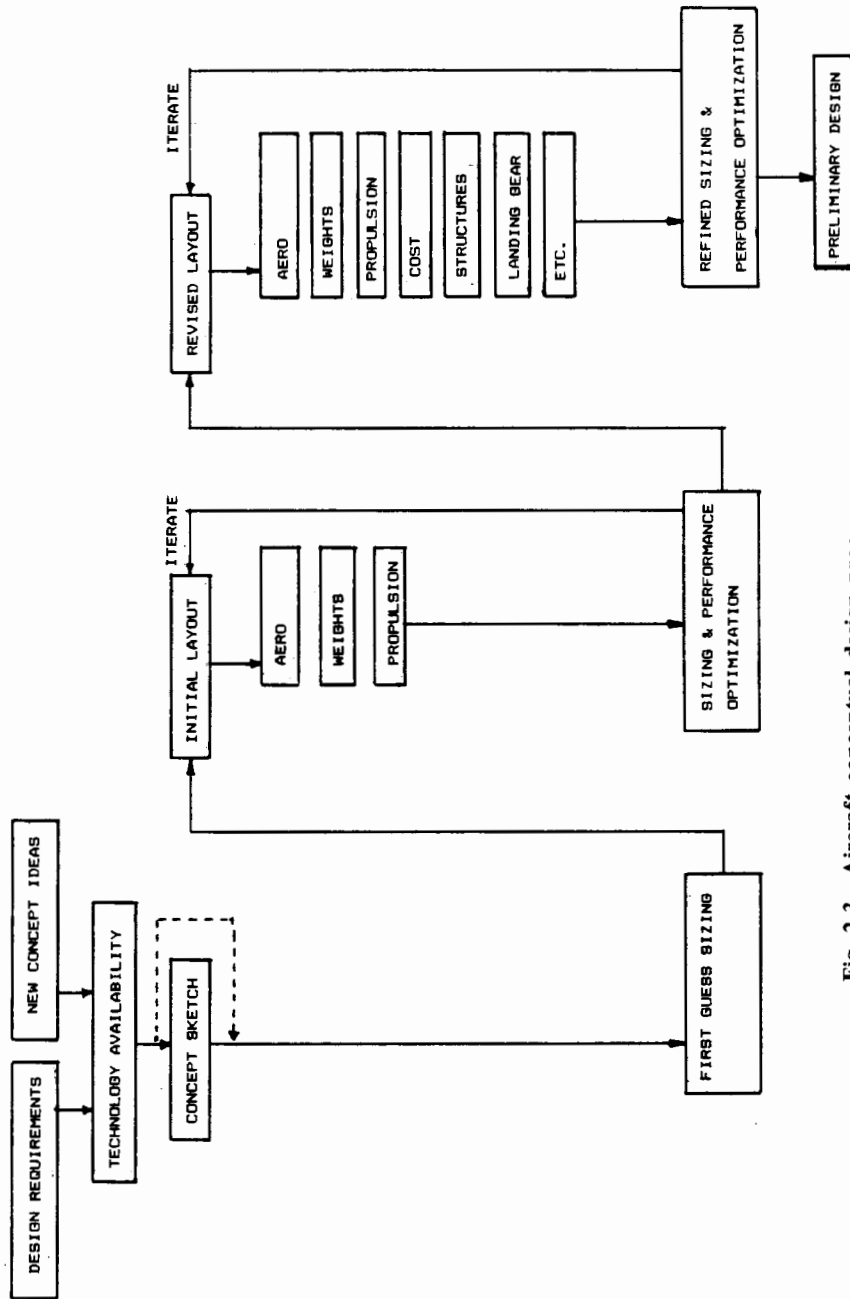 DESIGN REQUIREMENTS
NEW CONCEPT IDEAS
TECHNOLOGY AVAILABILITY
CONCEPT SKETCH
FIRST GUESS SIZING
INITIAL LAYOUT
ITERATE
AERO
WEIGHTS
PROPULSION
SIZING & PERFORMANCE
OPTIMIZATION
REVISED LAYOUT
ITERATE
AERO
WEIGHTS
PROPULSION
COST
STRUCTURES
LANDING GEAR
ETC.
REFINED SIZING &
PERFORMANCE OPTIMIZATION
PRELIMINARY DESIGN
Fig. 2.3 Aircraft conceptual design